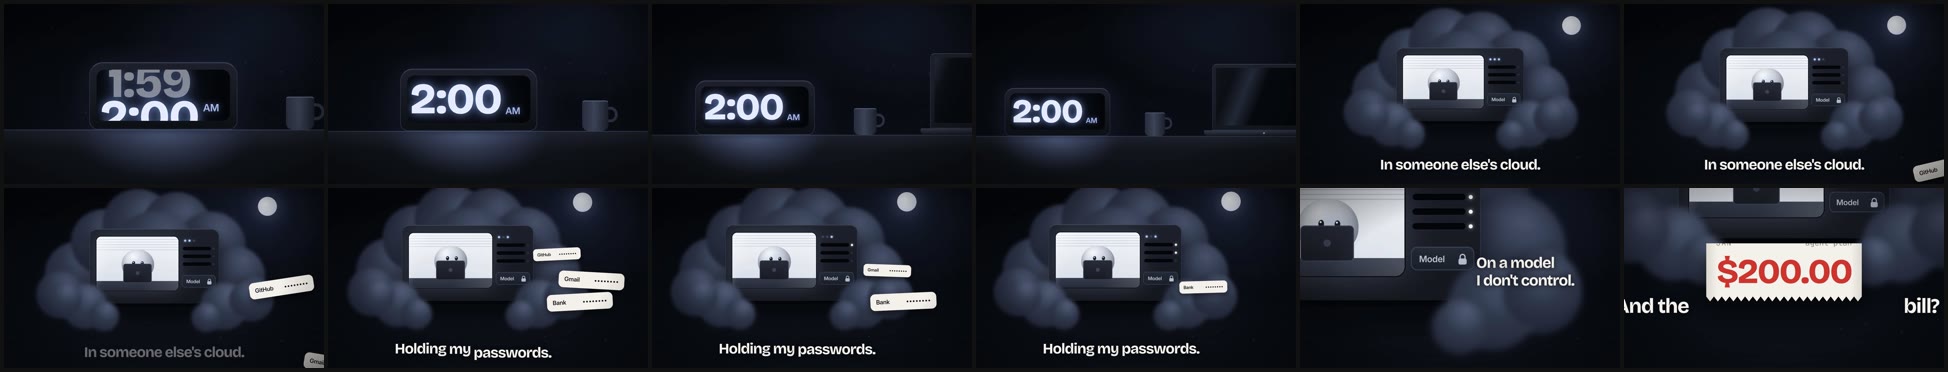 1:59
2:00 AM
2:00 AM
2:00 AM
2:00 AM
Model
In someone else's cloud.
Model
In someone else's cloud.
GitHub
Model
GitHub ••••••••
In someone else's cloud.
Gmail
Model
GitHub ••••••••
Gmail ••••••••
Bank ••••••••
Holding my passwords.
Model
Gmail ••••••••
Bank ••••••••
Holding my passwords.
Model
Bank ••••••••
Holding my passwords.
Model
On a model
I don't control.
Model
$200.00
And the bill?